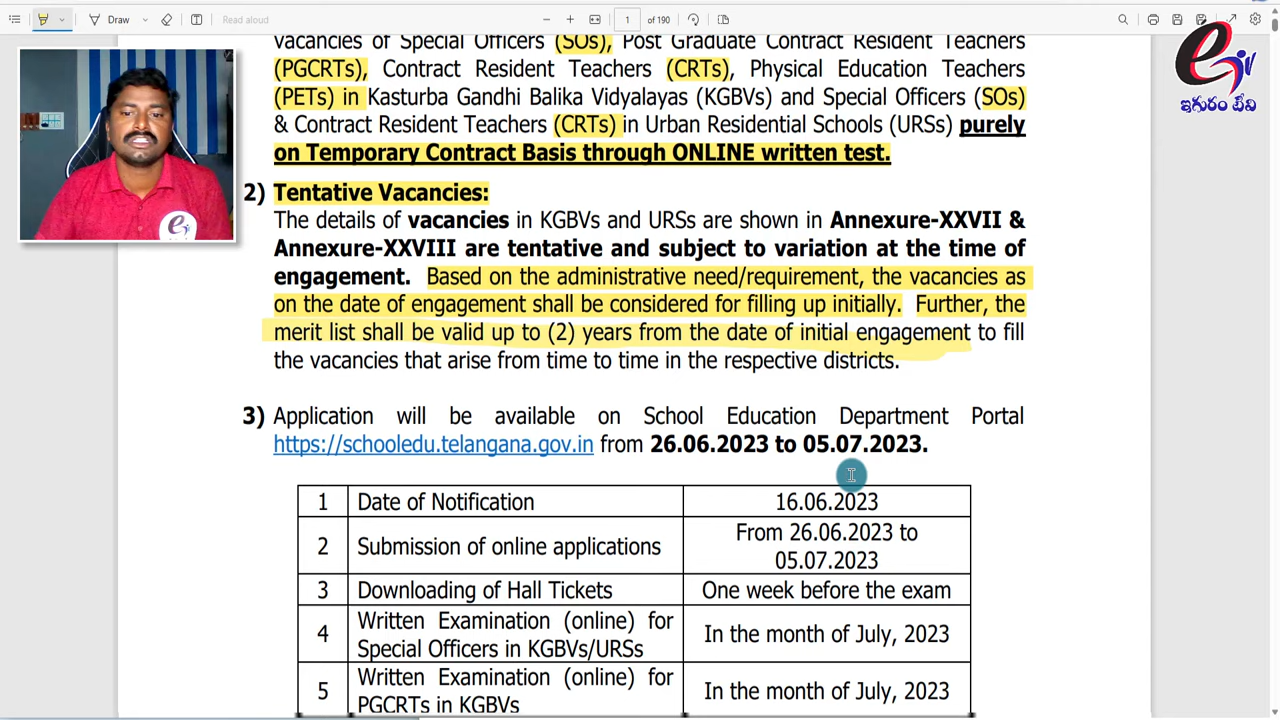 Draw
Read aloud
1
of 190
ఇగురం టీవీ
vacancies of Special Officers (SOs), Post Graduate Contract Resident Teachers
(PGCRTs), Contract Resident Teachers (CRTs), Physical Education Teachers
(PETs) in Kasturba Gandhi Balika Vidyalayas (KGBVs) and Special Officers (SOs)
& Contract Resident Teachers (CRTs) in Urban Residential Schools (URSs) purely
on Temporary Contract Basis through ONLINE written test.
2) Tentative Vacancies:
The details of vacancies in KGBVs and URSs are shown in Annexure-XXVII &
Annexure-XXVIII are tentative and subject to variation at the time of
engagement. Based on the administrative need/requirement, the vacancies as
on the date of engagement shall be considered for filling up initially. Further, the
merit list shall be valid up to (2) years from the date of initial engagement to fill
the vacancies that arise from time to time in the respective districts.
3) Application will be available on School Education Department Portal
https://schooledu.telangana.gov.in from 26.06.2023 to 05.07.2023.
1 Date of Notification 16.06.2023
2 Submission of online applications From 26.06.2023 to
05.07.2023
3 Downloading of Hall Tickets One week before the exam
4 Written Examination (online) for
Special Officers in KGBVs/URSs In the month of July, 2023
5 Written Examination (online) for
PGCRTs in KGBVs In the month of July, 2023